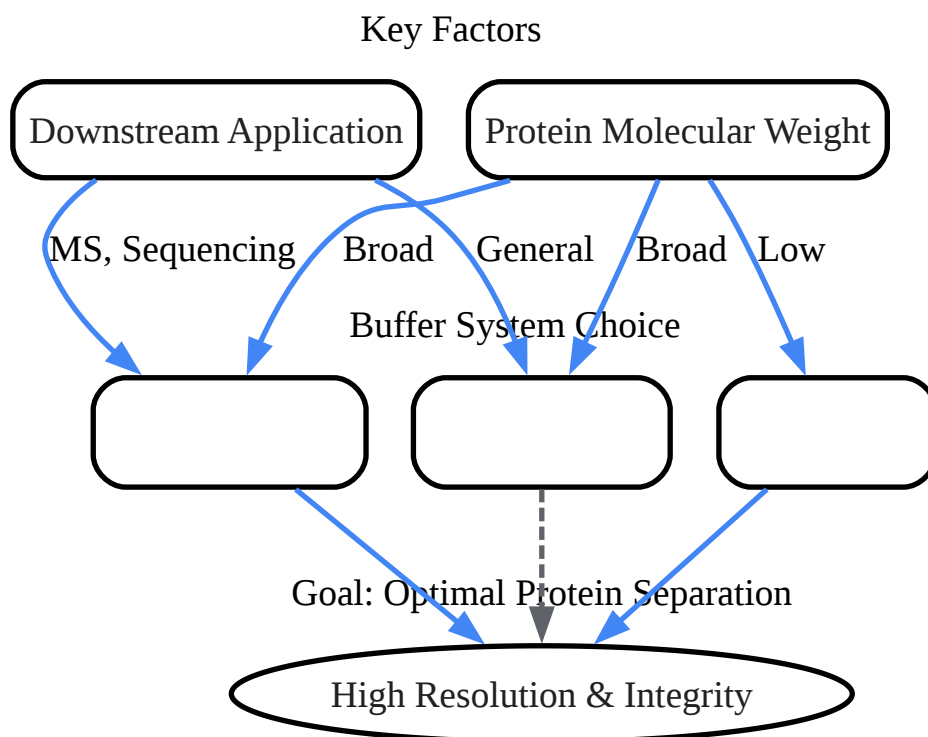 Key Factors
Downstream Application
Protein Molecular Weight
MS, Sequencing
Broad
General
Broad
Low
Buffer System Choice
Goal: Optimal Protein Separation
High Resolution & Integrity